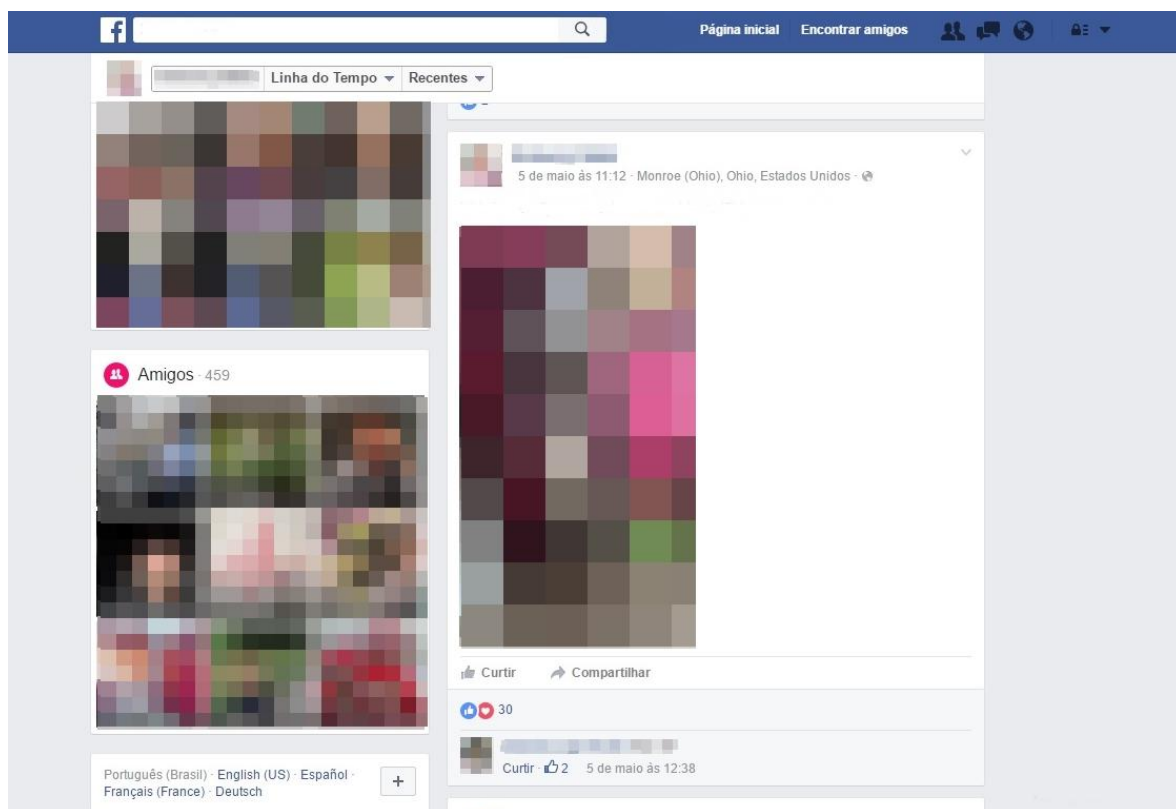 f
Página inicial Encontrar amigos
Linha do Tempo Recentes
5 de maio às 11:12 · Monroe (Ohio), Ohio, Estados Unidos ·
Amigos · 459
Curtir Compartilhar
30
Curtir · 2 5 de maio às 12:38
Português (Brasil) · English (US) · Español ·
Français (France) · Deutsch
+